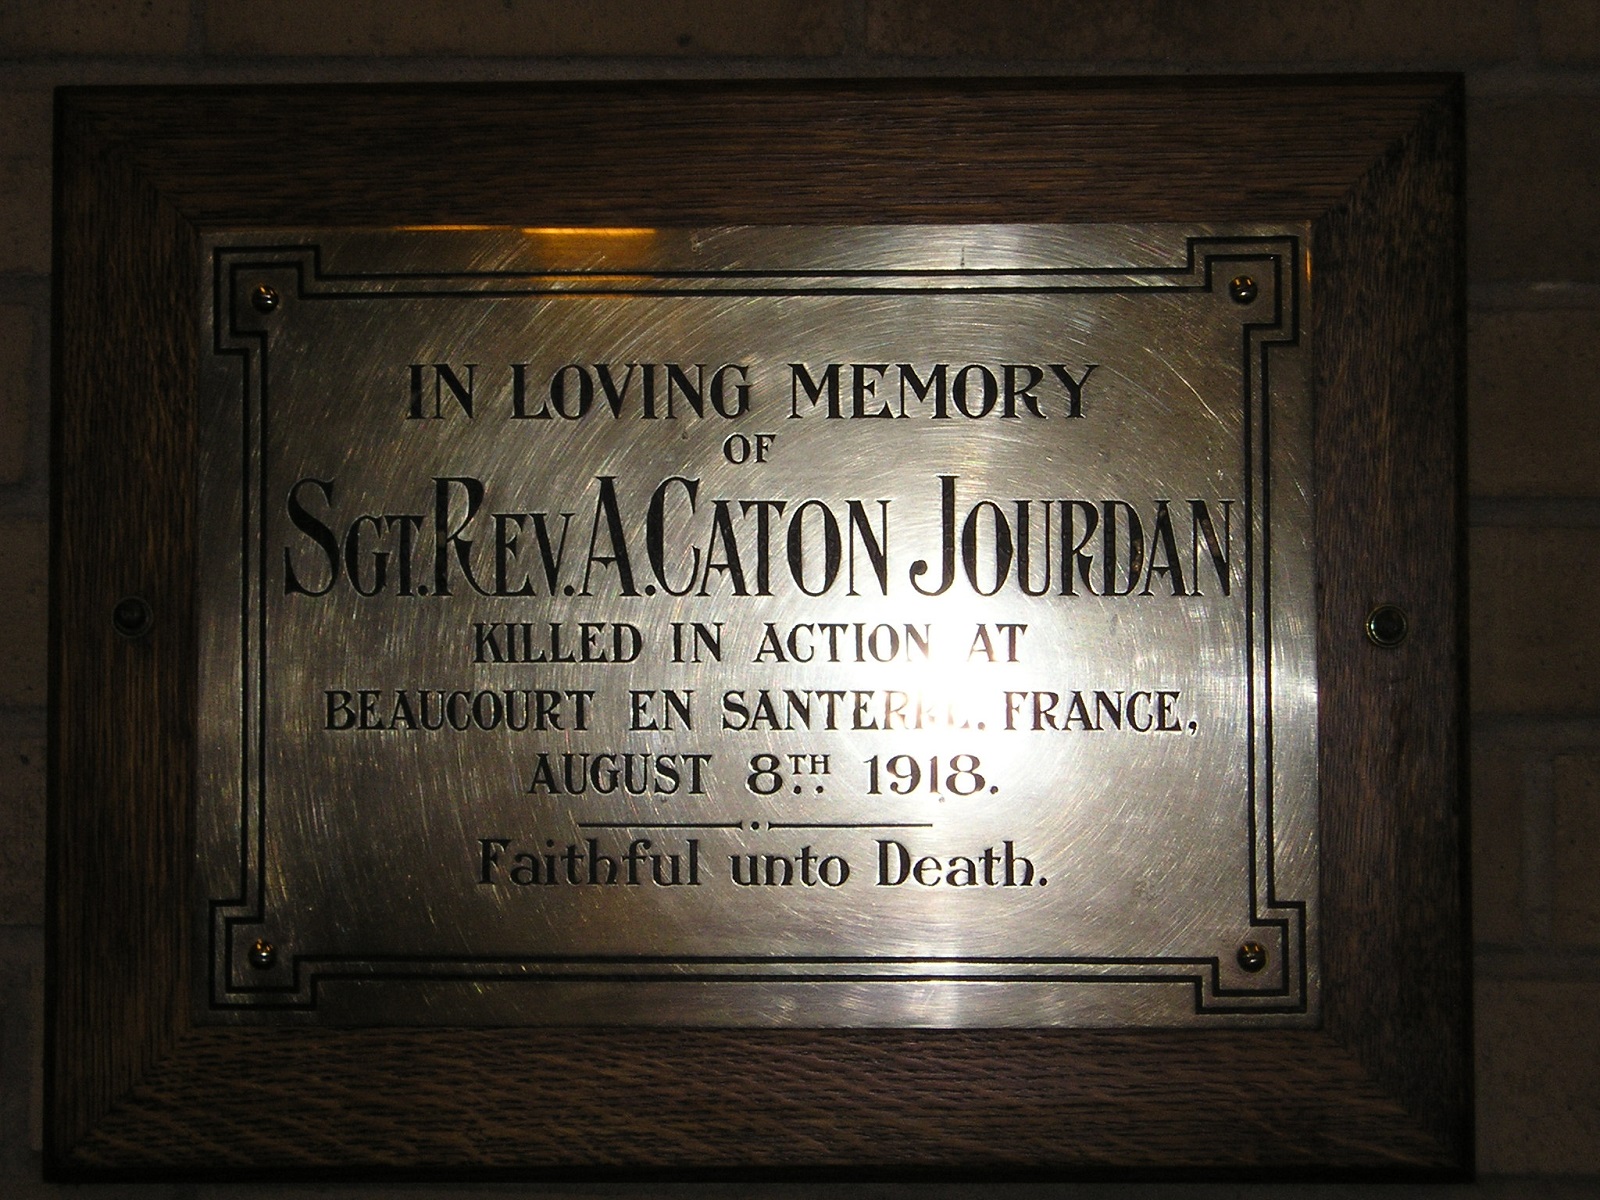 IN LOVING MEMORY
OF
SGT. REV. A. CATON JOURDAN
KILLED IN ACTION AT
BEAUCOURT EN SANTERRE. FRANCE,
AUGUST 8TH 1918.
Faithful unto Death.